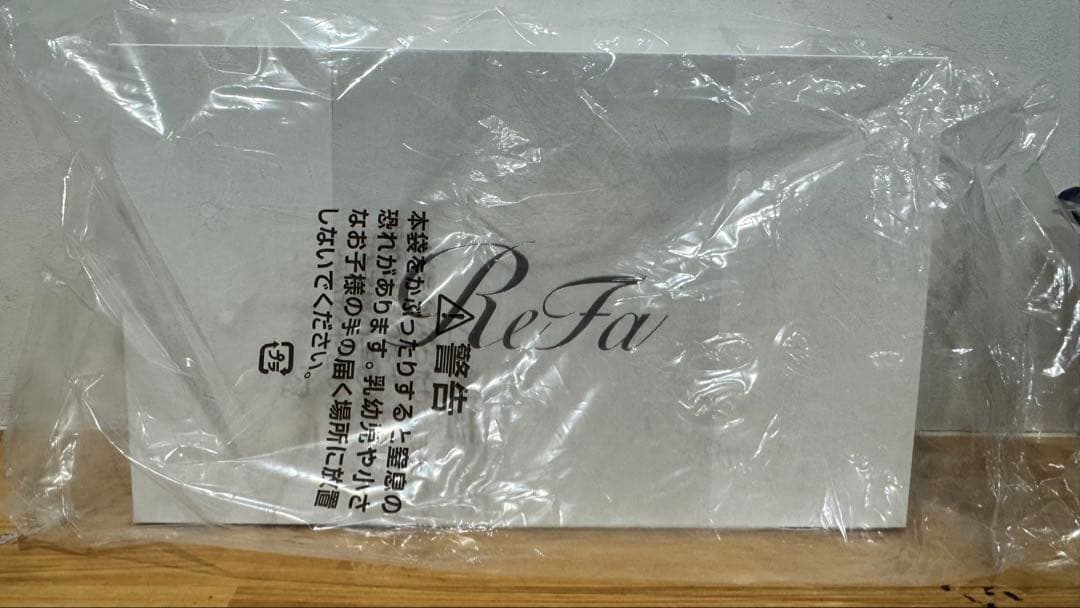 ReFa
警告
本袋をかぶったりすると窒息の
恐れがあります。乳幼児や小さ
なお子様の手の届く場所に放置
しないでください。
プラ